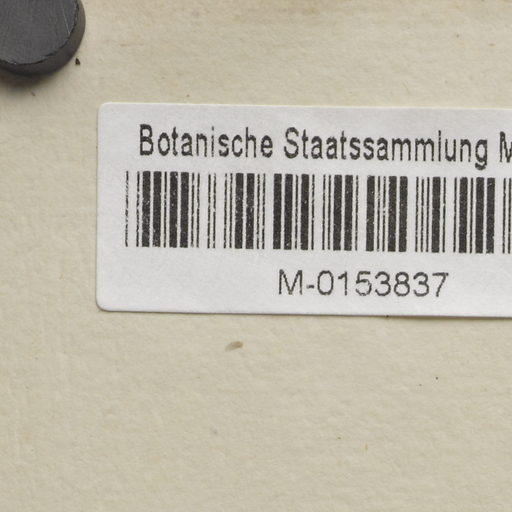 Botanische Staatssammlung M
M-0153837